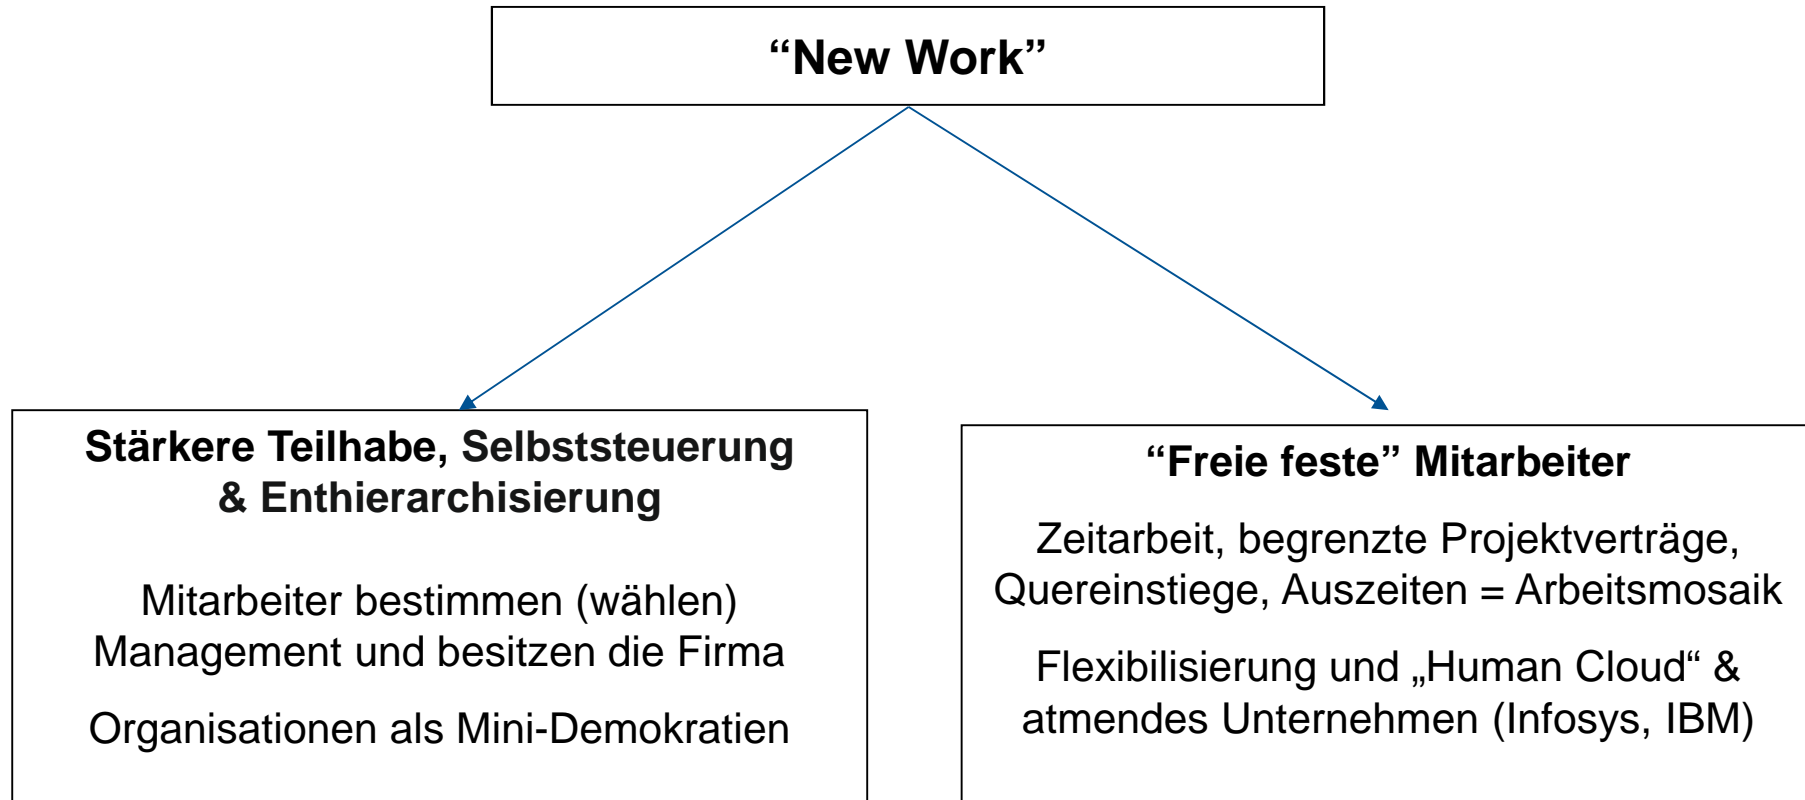 “New Work”
Stärkere Teilhabe, Selbststeuerung
& Enthierarchisierung
Mitarbeiter bestimmen (wählen)
Management und besitzen die Firma
Organisationen als Mini-Demokratien
“Freie feste” Mitarbeiter
Zeitarbeit, begrenzte Projektverträge,
Quereinstiege, Auszeiten = Arbeitsmosaik
Flexibilisierung und „Human Cloud“ &
atmendes Unternehmen (Infosys, IBM)